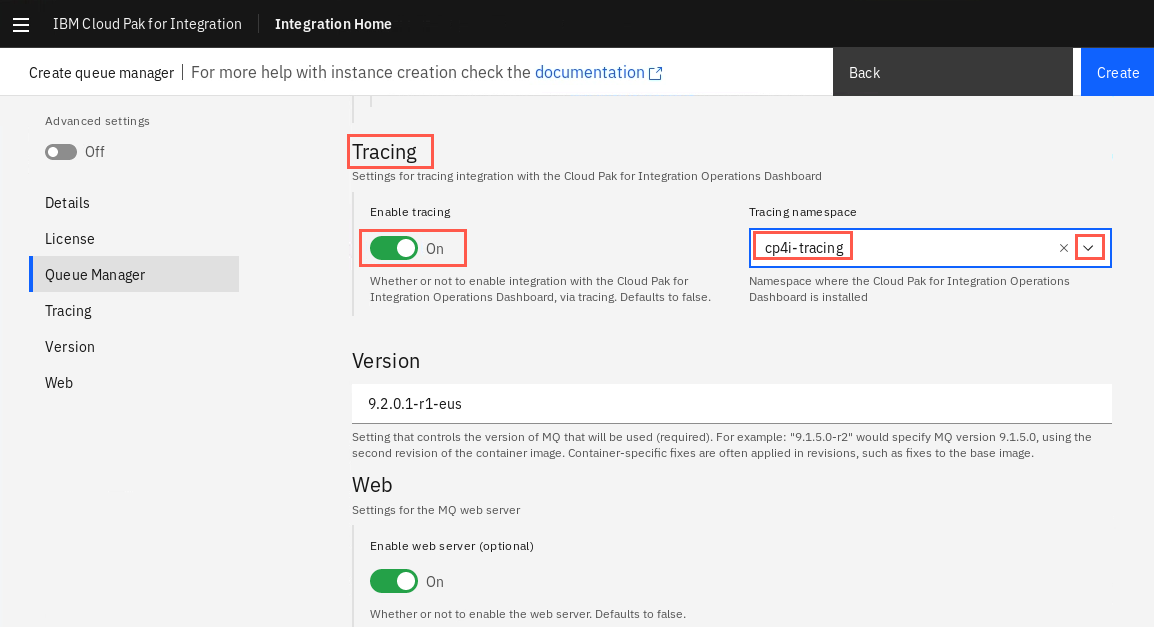 IBM Cloud Pak for Integration Integration Home
Create queue manager For more help with instance creation check the documentation Back Create
Advanced settings
Off
Details
License
Queue Manager
Tracing
Version
Web
Tracing
Settings for tracing integration with the Cloud Pak for Integration Operations Dashboard
Enable tracing
On
Whether or not to enable integration with the Cloud Pak for
Integration Operations Dashboard, via tracing. Defaults to false.
Tracing namespace
cp4i-tracing
Namespace where the Cloud Pak for Integration Operations
Dashboard is installed
Version
9.2.0.1-r1-eus
Setting that controls the version of MQ that will be used (required). For example: "9.1.5.0-r2" would specify MQ version 9.1.5.0, using the
second revision of the container image. Container-specific fixes are often applied in revisions, such as fixes to the base image.
Web
Settings for the MQ web server
Enable web server (optional)
On
Whether or not to enable the web server. Defaults to false.